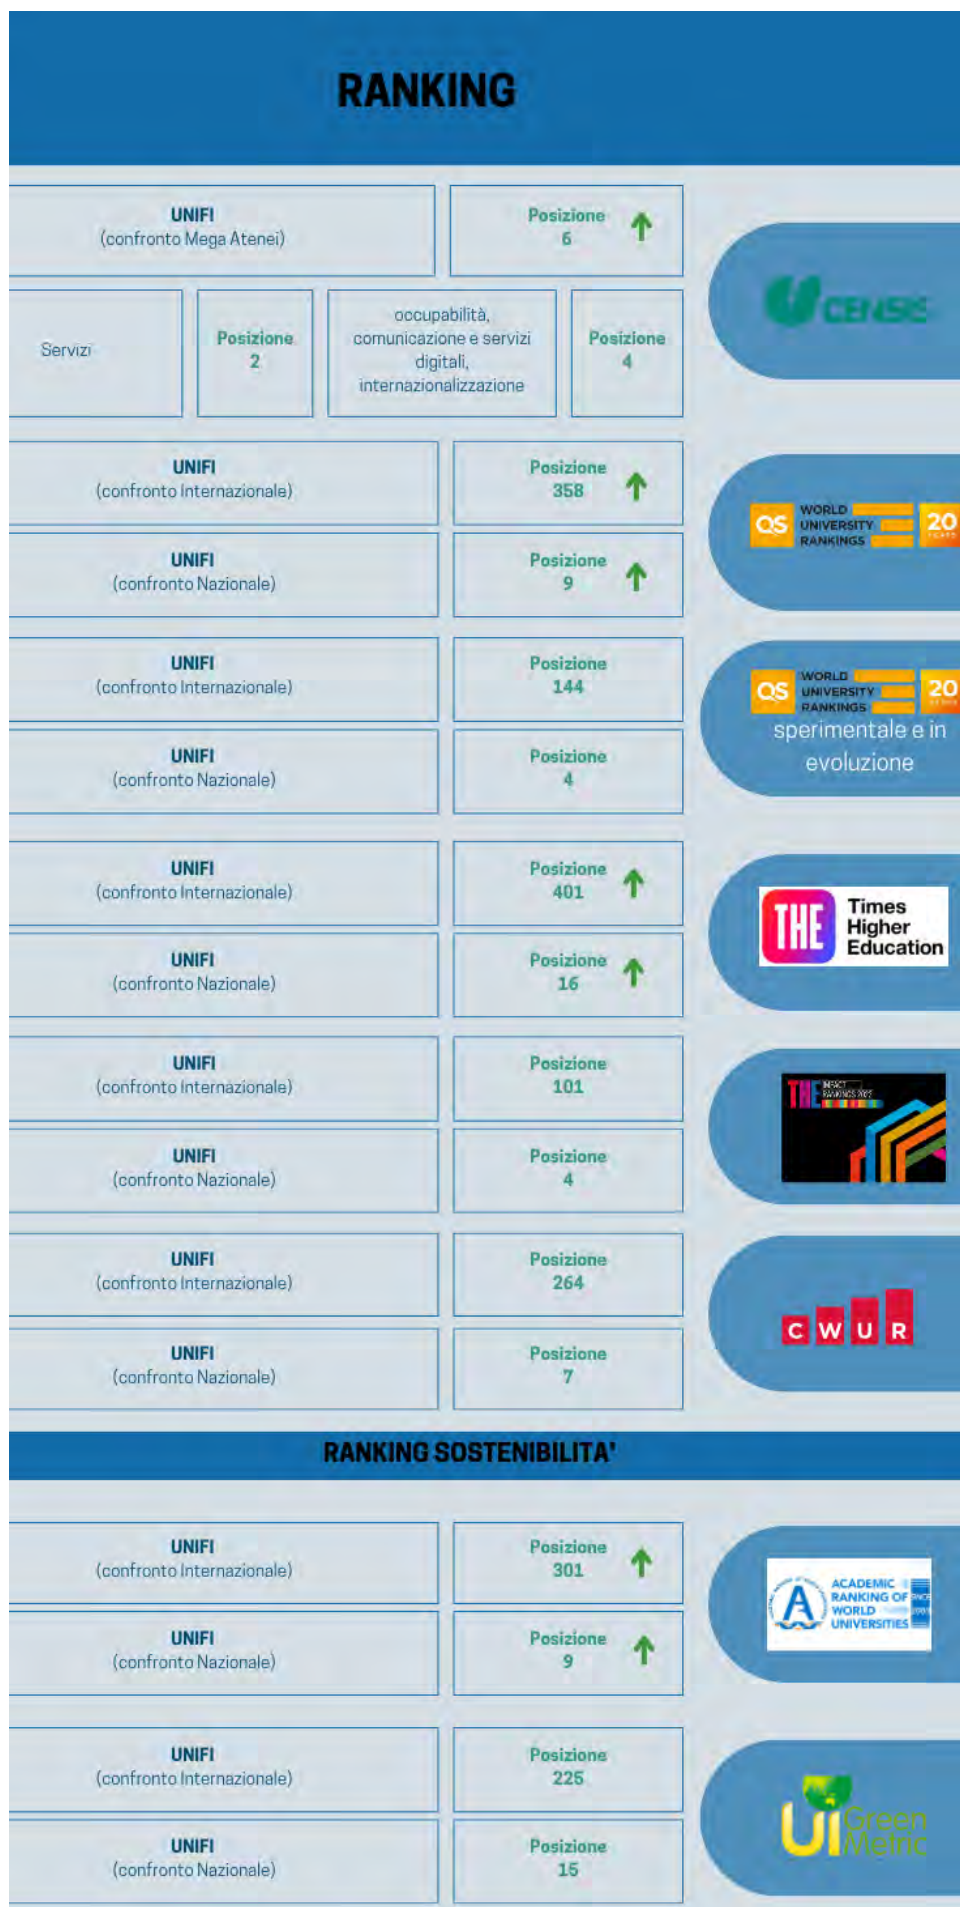 RANKING
UNIFI
(confronto Mega Atenei)
Posizione
6
CENSIS
Servizi
Posizione
2
occupabilità,
comunicazione e servizi
digitali,
internazionalizzazione
Posizione
4
UNIFI
(confronto Internazionale)
Posizione
358
QS WORLD
UNIVERSITY
RANKINGS
20
YEARS
UNIFI
(confronto Nazionale)
Posizione
9
UNIFI
(confronto Internazionale)
Posizione
144
QS WORLD
UNIVERSITY
RANKINGS
20
sperimentale e in
evoluzione
UNIFI
(confronto Nazionale)
Posizione
4
UNIFI
(confronto Internazionale)
Posizione
401
THE Times
Higher
Education
UNIFI
(confronto Nazionale)
Posizione
16
UNIFI
(confronto Internazionale)
Posizione
101
THE IMPACT
RANKINGS 2022
UNIFI
(confronto Nazionale)
Posizione
4
UNIFI
(confronto Internazionale)
Posizione
264
CWUR
UNIFI
(confronto Nazionale)
Posizione
7
RANKING SOSTENIBILITA'
UNIFI
(confronto Internazionale)
Posizione
301
ACADEMIC
RANKING OF
WORLD
UNIVERSITIES
UNIFI
(confronto Nazionale)
Posizione
9
UNIFI
(confronto Internazionale)
Posizione
225
UI Green
Metric
UNIFI
(confronto Nazionale)
Posizione
15